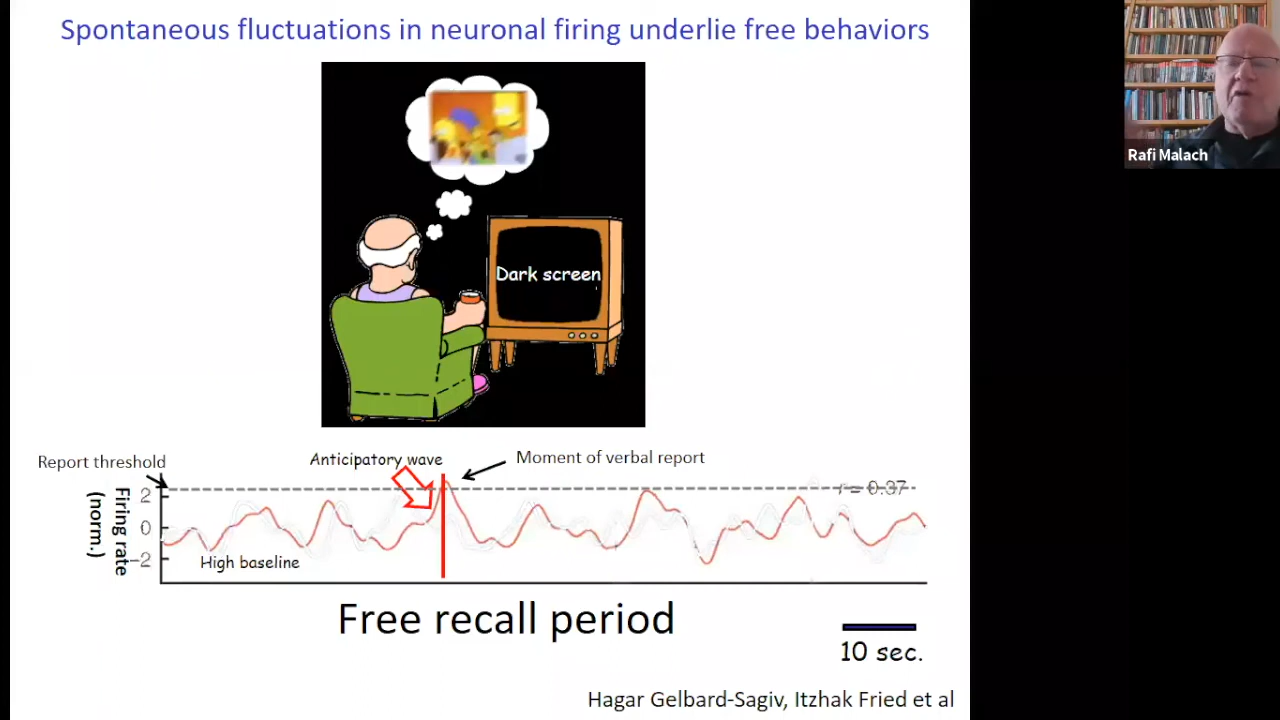 Spontaneous fluctuations in neuronal firing underlie free behaviors
Rafi Malach
Dark screen
Report threshold
Anticipatory wave
Moment of verbal report
r = 0.37
Firing rate
(norm.)
2
0
-2
High baseline
Free recall period
10 sec.
Hagar Gelbard-Sagiv, Itzhak Fried et al